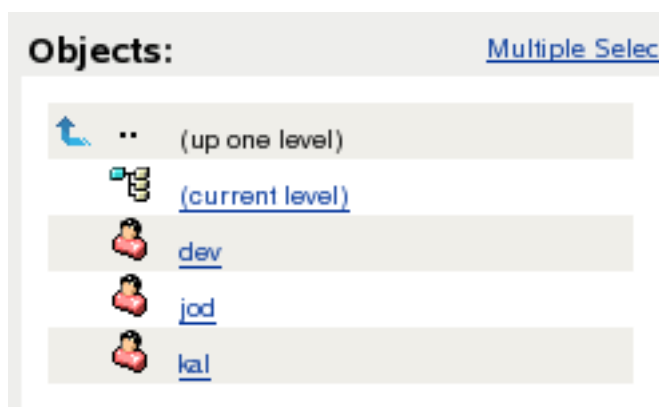 Objects: Multiple Selec
.. (up one level)
(current level)
dev
jod
kal